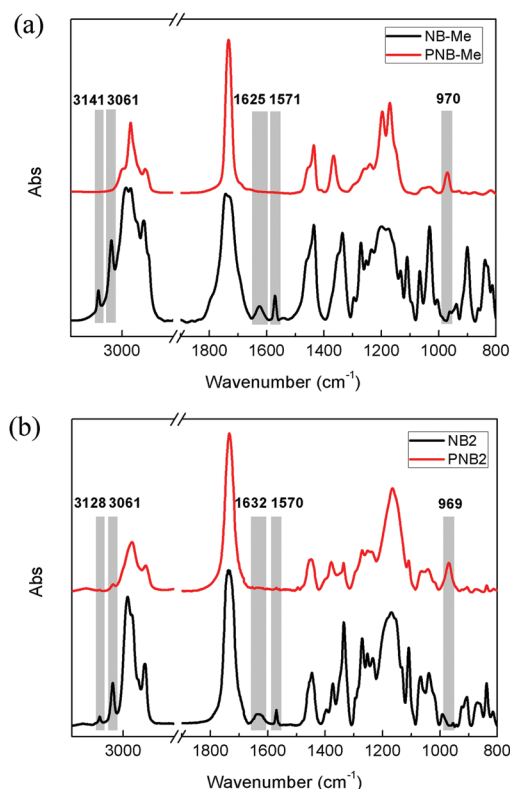 (a)
NB-Me
PNB-Me
3141 3061 1625 1571 970
Abs
3000 1800 1600 1400 1200 1000 800
Wavenumber (cm⁻¹)
(b)
NB2
PNB2
3128 3061 1632 1570 969
Abs
3000 1800 1600 1400 1200 1000 800
Wavenumber (cm⁻¹)